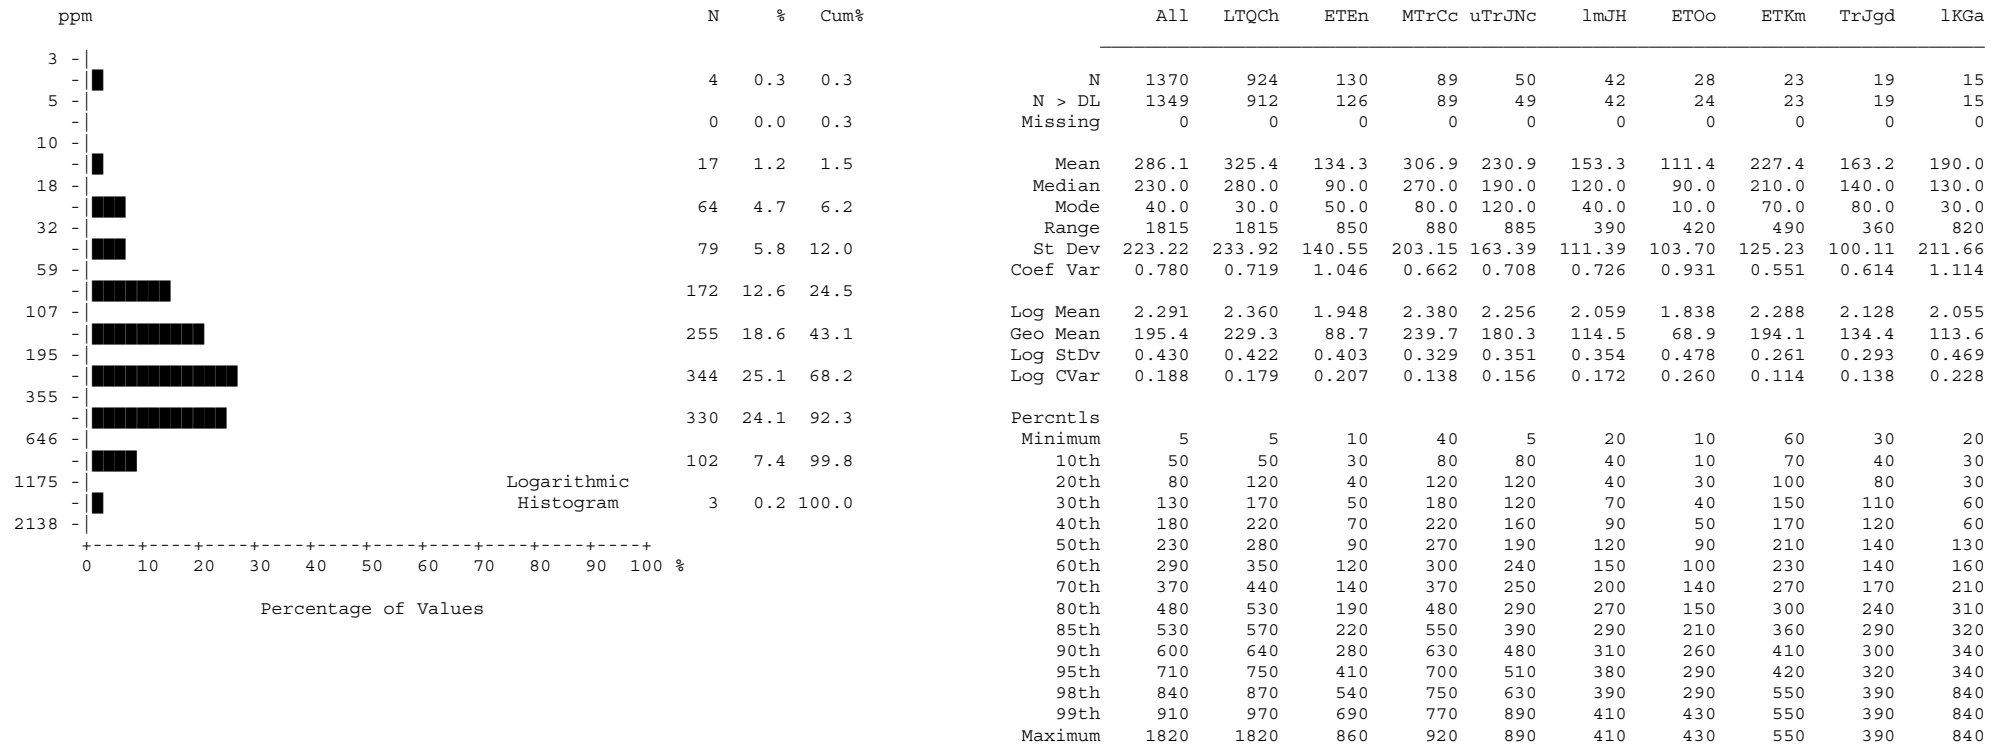 ppm N % Cum% All LTQCh ETEn MTrCc uTrJNc lmJH ETOo ETKm TrJgd lKGa
3 -|
-| 4 0.3 0.3 N 1370 924 130 89 50 42 28 23 19 15
5 -| N > DL 1349 912 126 89 49 42 24 23 19 15
-| 0 0.0 0.3 Missing 0 0 0 0 0 0 0 0 0 0
10 -|
-| 17 1.2 1.5 Mean 286.1 325.4 134.3 306.9 230.9 153.3 111.4 227.4 163.2 190.0
18 -| Median 230.0 280.0 90.0 270.0 190.0 120.0 90.0 210.0 140.0 130.0
-| 64 4.7 6.2 Mode 40.0 30.0 50.0 80.0 120.0 40.0 10.0 70.0 80.0 30.0
32 -| Range 1815 1815 850 880 885 390 420 490 360 820
-| 79 5.8 12.0 St Dev 223.22 233.92 140.55 203.15 163.39 111.39 103.70 125.23 100.11 211.66
59 -| Coef Var 0.780 0.719 1.046 0.662 0.708 0.726 0.931 0.551 0.614 1.114
-| 172 12.6 24.5
107 -| Log Mean 2.291 2.360 1.948 2.380 2.256 2.059 1.838 2.288 2.128 2.055
-| 255 18.6 43.1 Geo Mean 195.4 229.3 88.7 239.7 180.3 114.5 68.9 194.1 134.4 113.6
195 -| Log StDv 0.430 0.422 0.403 0.329 0.351 0.354 0.478 0.261 0.293 0.469
-| 344 25.1 68.2 Log CVar 0.188 0.179 0.207 0.138 0.156 0.172 0.260 0.114 0.138 0.228
355 -|
-| 330 24.1 92.3 Percntls
646 -| Minimum 5 5 10 40 5 20 10 60 30 20
-| 102 7.4 99.8 10th 50 50 30 80 80 40 10 70 40 30
1175 -| Logarithmic 20th 80 120 40 120 120 40 30 100 80 30
-| Histogram 3 0.2 100.0 30th 130 170 50 180 120 70 40 150 110 60
2138 -| 40th 180 220 70 220 160 90 50 170 120 60
+----+----+----+----+----+----+----+----+----+----+ 50th 230 280 90 270 190 120 90 210 140 130
0 10 20 30 40 50 60 70 80 90 100 % 60th 290 350 120 300 240 150 100 230 140 160
70th 370 440 140 370 250 200 140 270 170 210
Percentage of Values 80th 480 530 190 480 290 270 150 300 240 310
85th 530 570 220 550 390 290 210 360 290 320
90th 600 640 280 630 480 310 260 410 300 340
95th 710 750 410 700 510 380 290 420 320 340
98th 840 870 540 750 630 390 290 550 390 840
99th 910 970 690 770 890 410 430 550 390 840
Maximum 1820 1820 860 920 890 410 430 550 390 840